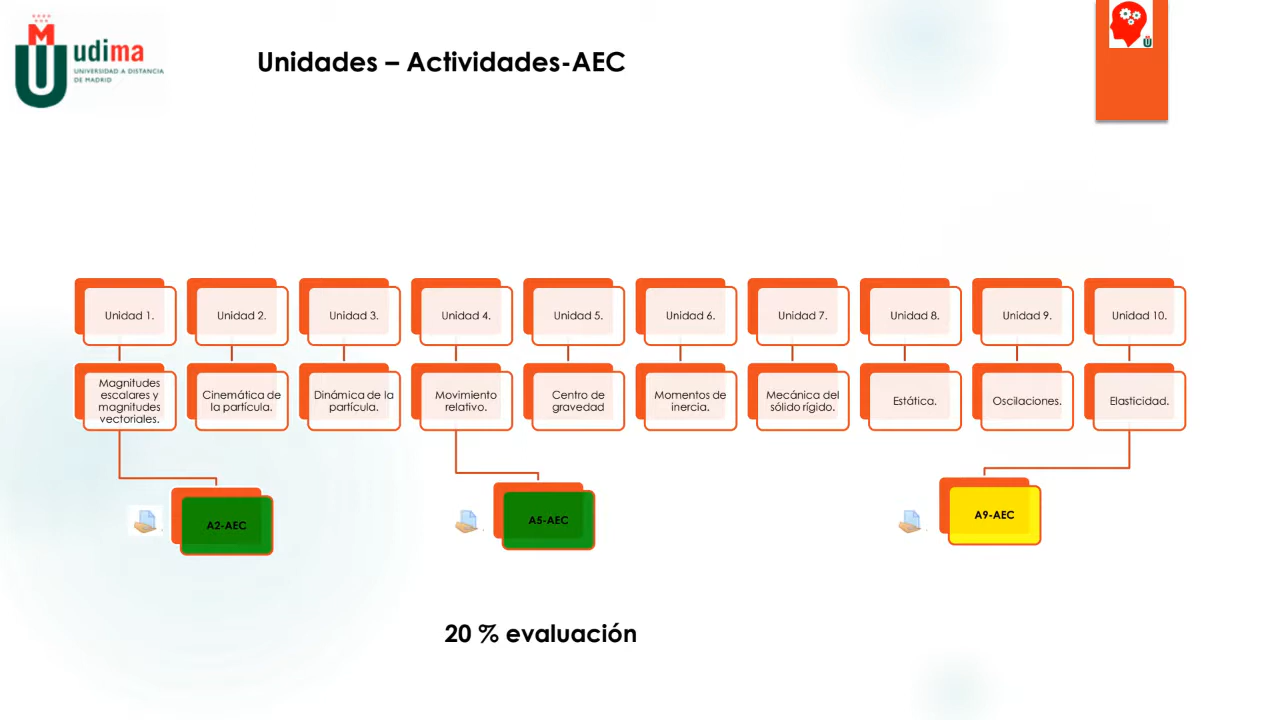 udima
UNIVERSIDAD A DISTANCIA
DE MADRID
Unidades – Actividades-AEC
Unidad 1.
Unidad 2.
Unidad 3.
Unidad 4.
Unidad 5.
Unidad 6.
Unidad 7.
Unidad 8.
Unidad 9.
Unidad 10.
Magnitudes
escalares y
magnitudes
vectoriales.
Cinemática de
la partícula.
Dinámica de la
partícula.
Movimiento
relativo.
Centro de
gravedad
Momentos de
inercia.
Mecánica del
sólido rígido.
Estática.
Oscilaciones.
Elasticidad.
A2-AEC
A5-AEC
A9-AEC
20 % evaluación